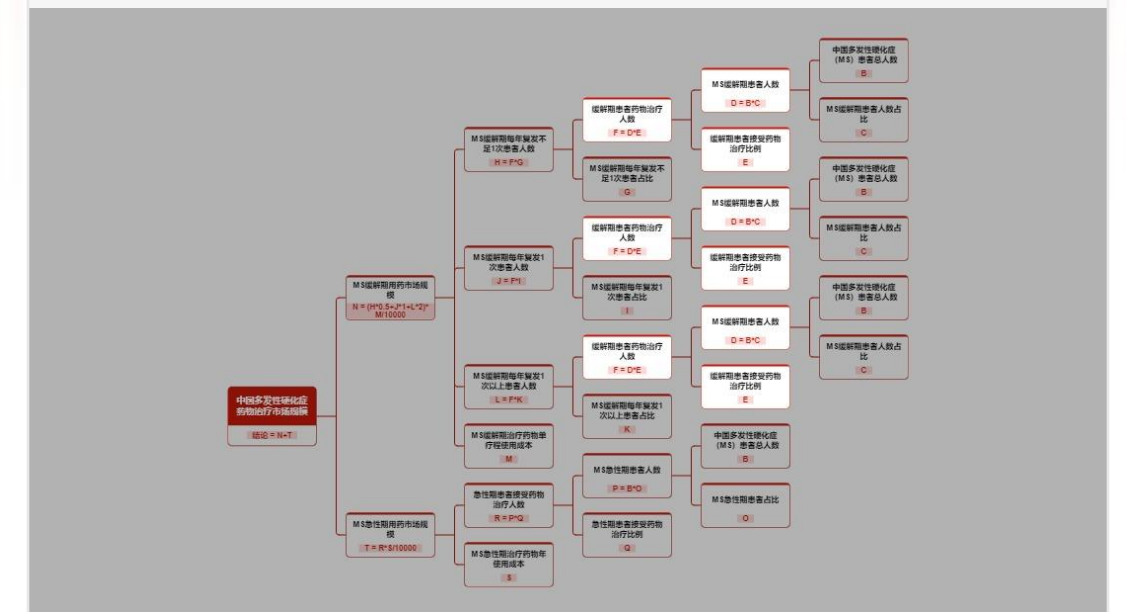 中国多发性硬化症
药物治疗市场规模
结论 = N+T
MS缓解期用药市场规
模
N = (H*0.5+J*1+L*2)*
M/10000
MS缓解期每年复发不
足1次患者人数
H = F*G
缓解期患者药物治疗
人数
F = D*E
MS缓解期患者人数
D = B*C
中国多发性硬化症
（MS）患者总人数
B
MS缓解期患者人数占
比
C
缓解期患者接受药物
治疗比例
E
MS缓解期每年复发不
足1次患者占比
G
MS缓解期每年复发1
次患者人数
J = F*I
缓解期患者药物治疗
人数
F = D*E
MS缓解期患者人数
D = B*C
中国多发性硬化症
（MS）患者总人数
B
MS缓解期患者人数占
比
C
缓解期患者接受药物
治疗比例
E
MS缓解期每年复发1
次患者占比
I
MS缓解期每年复发1
次以上患者人数
L = F*K
缓解期患者药物治疗
人数
F = D*E
MS缓解期患者人数
D = B*C
中国多发性硬化症
（MS）患者总人数
B
MS缓解期患者人数占
比
C
缓解期患者接受药物
治疗比例
E
MS缓解期每年复发1
次以上患者占比
K
MS缓解期治疗药物单
疗程使用成本
M
MS急性期用药市场规
模
T = R*S/10000
急性期患者接受药物
治疗人数
R = P*Q
MS急性期患者人数
P = B*O
中国多发性硬化症
（MS）患者总人数
B
MS急性期患者占比
O
急性期患者接受药物
治疗比例
Q
MS急性期治疗药物年
使用成本
S